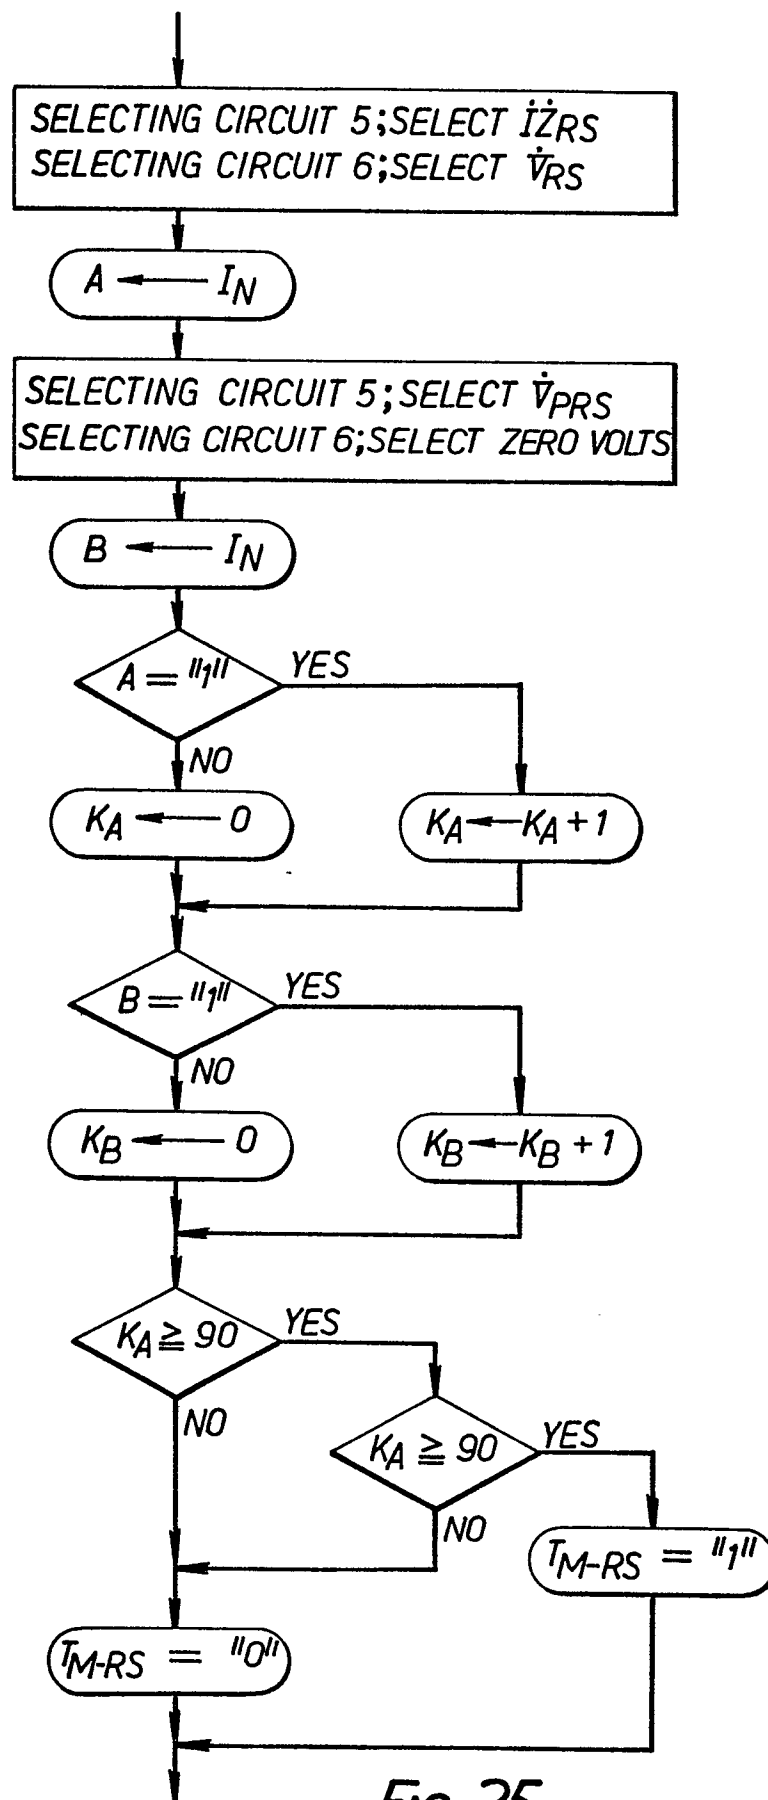 SELECTING CIRCUIT 5;SELECT İŻRS
SELECTING CIRCUIT 6;SELECT V̇RS
A ← IN
SELECTING CIRCUIT 5;SELECT V̇PRS
SELECTING CIRCUIT 6;SELECT ZERO VOLTS
B ← IN
A = "1"
YES
NO
KA ← 0
KA ← KA + 1
B = "1"
YES
NO
KB ← 0
KB ← KB + 1
KA ≧ 90
YES
NO
KA ≧ 90
YES
NO
TM-RS = "1"
TM-RS = "0"
Fig. 25